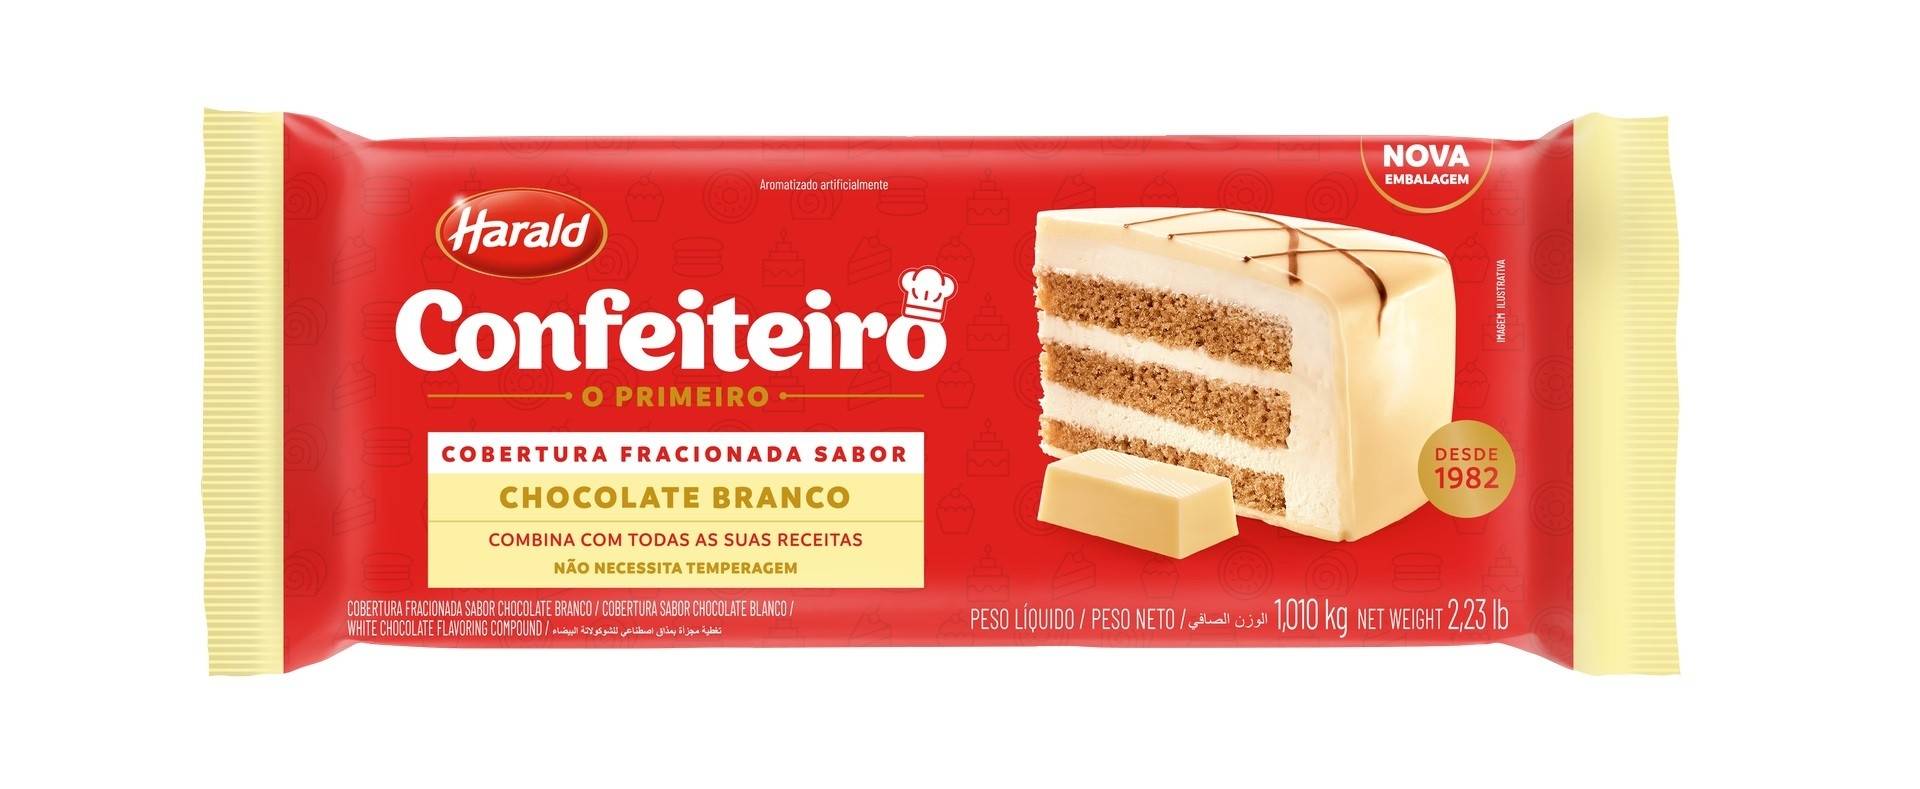 NOVA
EMBALAGEM
Aromatizado artificialmente
Harald
Confeiteiro
O PRIMEIRO
COBERTURA FRACIONADA SABOR
CHOCOLATE BRANCO
COMBINA COM TODAS AS SUAS RECEITAS
NÃO NECESSITA TEMPERAGEM
IMAGEM ILUSTRATIVA
DESDE
1982
COBERTURA FRACIONADA SABOR CHOCOLATE BRANCO / COBERTURA SABOR CHOCOLATE BLANCO /
WHITE CHOCOLATE FLAVORING COMPOUND / تغطية مجزأة بمذاق اصطناعي للشوكولاتة البيضاء
PESO LÍQUIDO / PESO NETO / الوزن الصافي 1,010 kg NET WEIGHT 2,23 lb